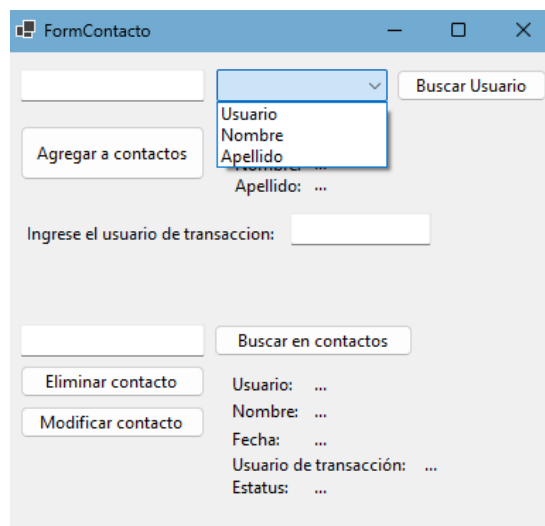 FormContacto
Buscar Usuario
Usuario
Nombre
Apellido
Agregar a contactos
Nombre: ...
Apellido: ...
Ingrese el usuario de transaccion:
Buscar en contactos
Eliminar contacto
Usuario: ...
Modificar contacto
Nombre: ...
Fecha: ...
Usuario de transacción: ...
Estatus: ...